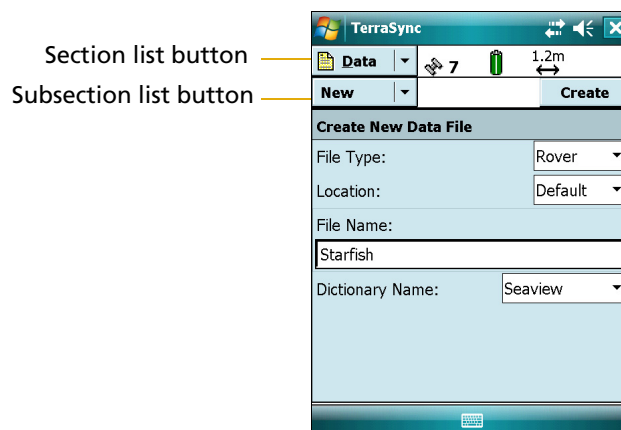 Section list button
Subsection list button
TerraSync
Data
7
1.2m
New
Create
Create New Data File
File Type:
Rover
Location:
Default
File Name:
Starfish
Dictionary Name:
Seaview